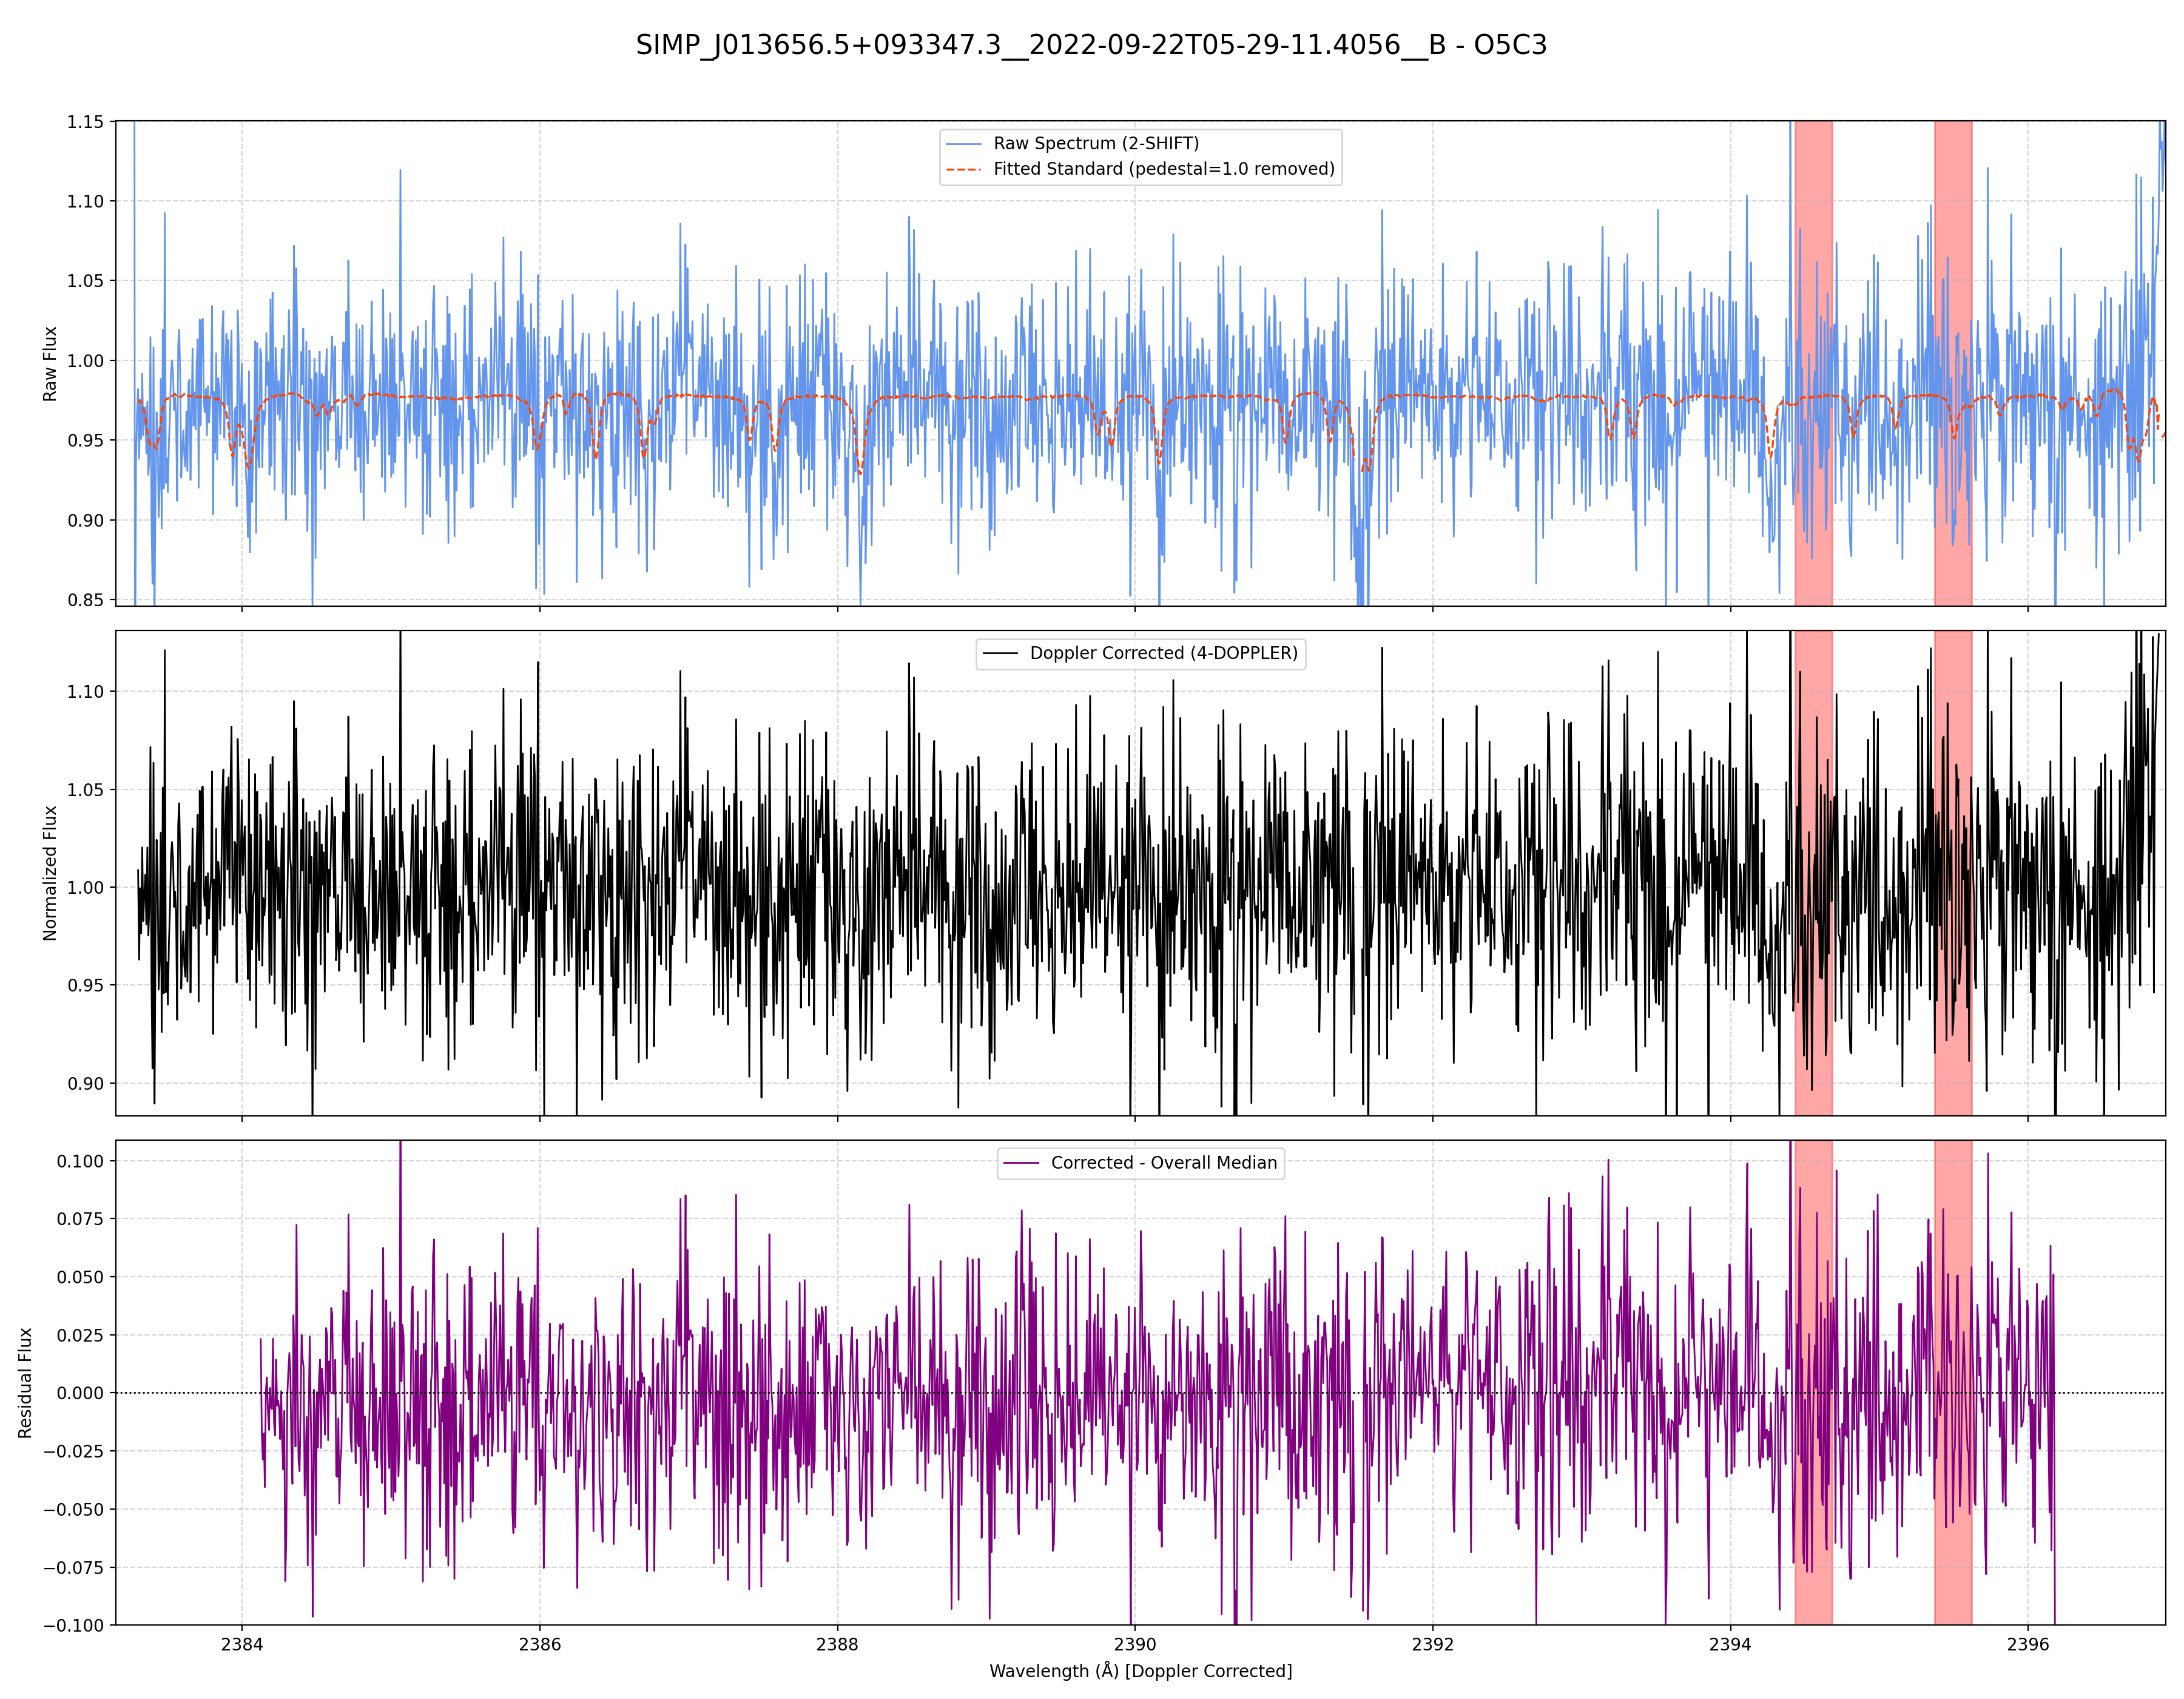 SIMP_J013656.5+093347.3__2022-09-22T05-29-11.4056__B - O5C3
Raw Flux
1.15
1.10
1.05
1.00
0.95
0.90
0.85
Raw Spectrum (2-SHIFT)
Fitted Standard (pedestal=1.0 removed)
Normalized Flux
1.10
1.05
1.00
0.95
0.90
Doppler Corrected (4-DOPPLER)
Residual Flux
0.100
0.075
0.050
0.025
0.000
−0.025
−0.050
−0.075
−0.100
Corrected - Overall Median
2384 2386 2388 2390 2392 2394 2396
Wavelength (Å) [Doppler Corrected]